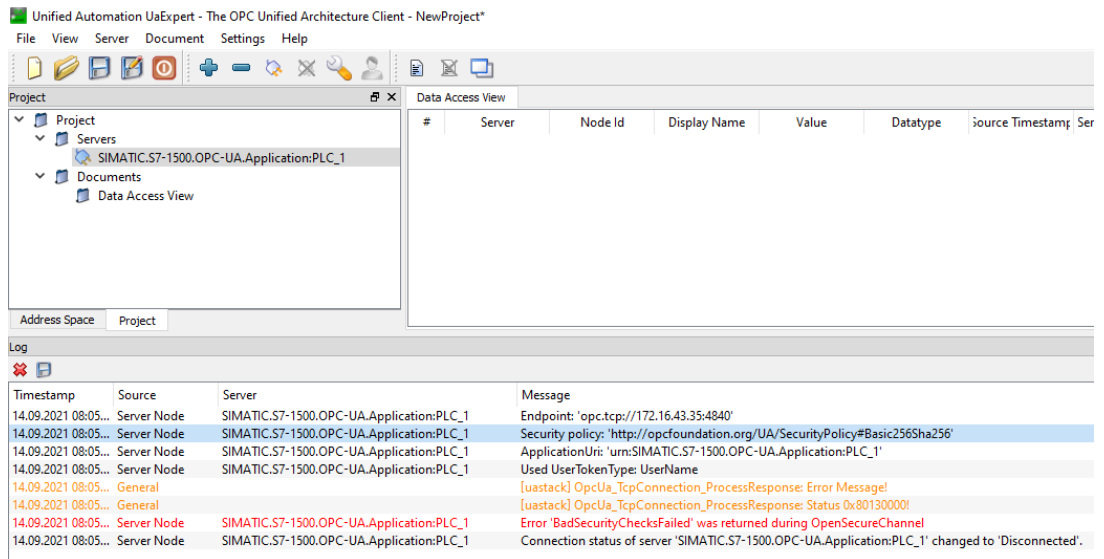 Unified Automation UaExpert - The OPC Unified Architecture Client - NewProject*
File View Server Document Settings Help
Project
Data Access View
Project
Servers
SIMATIC.S7-1500.OPC-UA.Application:PLC_1
Documents
Data Access View
# Server Node Id Display Name Value Datatype Source Timestamp Ser
Address Space Project
Log
Timestamp Source Server Message
14.09.2021 08:05... Server Node SIMATIC.S7-1500.OPC-UA.Application:PLC_1 Endpoint: 'opc.tcp://172.16.43.35:4840'
14.09.2021 08:05... Server Node SIMATIC.S7-1500.OPC-UA.Application:PLC_1 Security policy: 'http://opcfoundation.org/UA/SecurityPolicy#Basic256Sha256'
14.09.2021 08:05... Server Node SIMATIC.S7-1500.OPC-UA.Application:PLC_1 ApplicationUri: 'urn:SIMATIC.S7-1500.OPC-UA.Application:PLC_1'
14.09.2021 08:05... Server Node SIMATIC.S7-1500.OPC-UA.Application:PLC_1 Used UserTokenType: UserName
14.09.2021 08:05... General [uastack] OpcUa_TcpConnection_ProcessResponse: Error Message!
14.09.2021 08:05... General [uastack] OpcUa_TcpConnection_ProcessResponse: Status 0x80130000!
14.09.2021 08:05... Server Node SIMATIC.S7-1500.OPC-UA.Application:PLC_1 Error 'BadSecurityChecksFailed' was returned during OpenSecureChannel
14.09.2021 08:05... Server Node SIMATIC.S7-1500.OPC-UA.Application:PLC_1 Connection status of server 'SIMATIC.S7-1500.OPC-UA.Application:PLC_1' changed to 'Disconnected'.